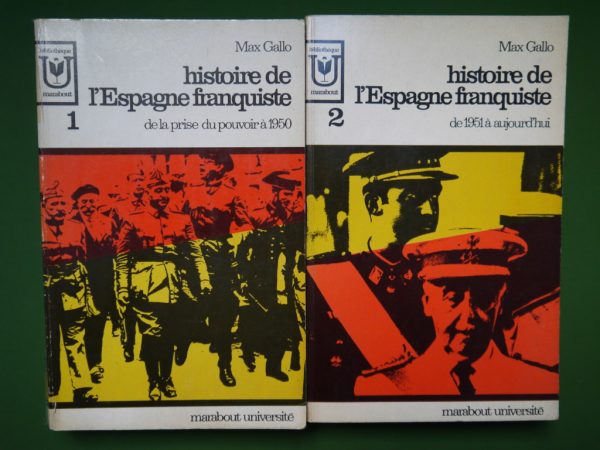 bibliothèque
marabout
1
Max Gallo
histoire de
l'Espagne franquiste
de la prise du pouvoir à 1950
marabout université
bibliothèque
marabout
2
Max Gallo
histoire de
l'Espagne franquiste
de 1951 à aujourd'hui
marabout université